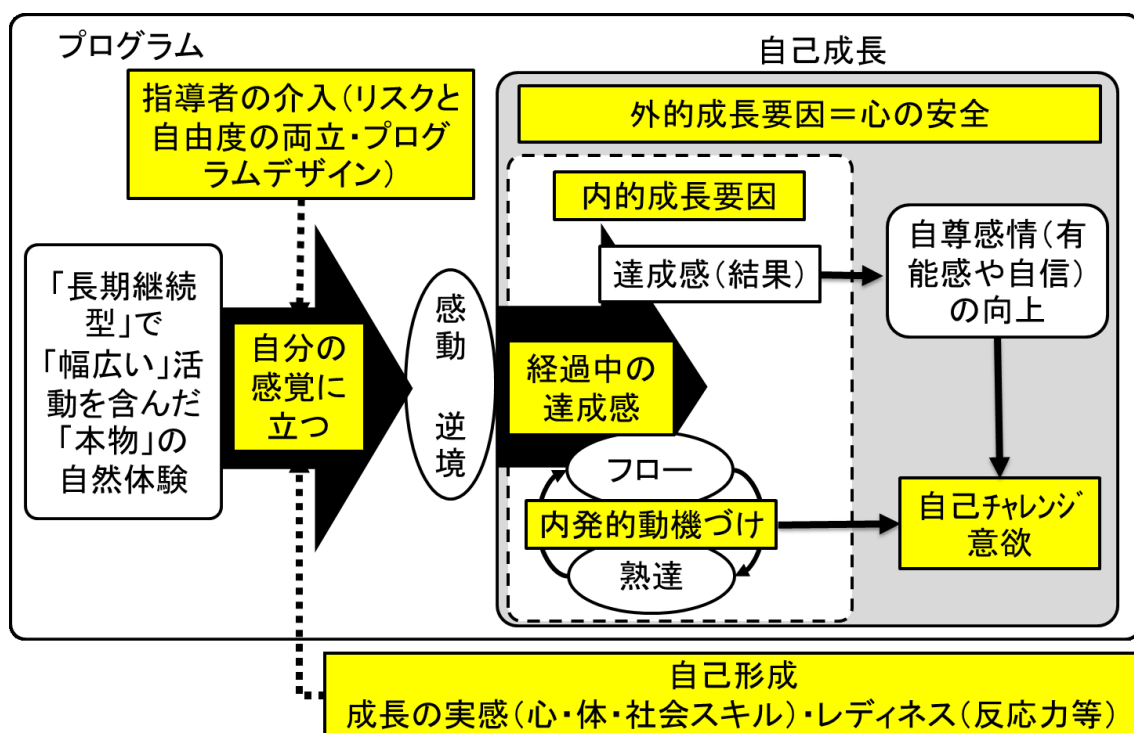 プログラム
自己成長
指導者の介入(リスクと
自由度の両立・プログ
ラムデザイン)
外的成長要因=心の安全
内的成長要因
達成感(結果)
自尊感情(有
能感や自信)
の向上
「長期継続
型」で
「幅広い」活
動を含んだ
「本物」の
自然体験
自分の
感覚に
立つ
感動 逆境
経過中の
達成感
フロー
内発的動機づけ
熟達
自己ﾁｬﾚﾝｼﾞ
意欲
自己形成
成長の実感(心・体・社会スキル)・レディネス(反応力等)